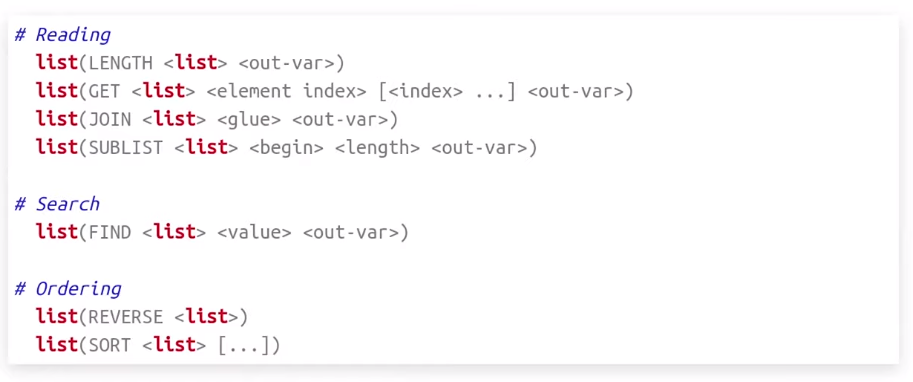 # Reading
list(LENGTH <list> <out-var>)
list(GET <list> <element index> [<index> ...] <out-var>)
list(JOIN <list> <glue> <out-var>)
list(SUBLIST <list> <begin> <length> <out-var>)
# Search
list(FIND <list> <value> <out-var>)
# Ordering
list(REVERSE <list>)
list(SORT <list> [...])